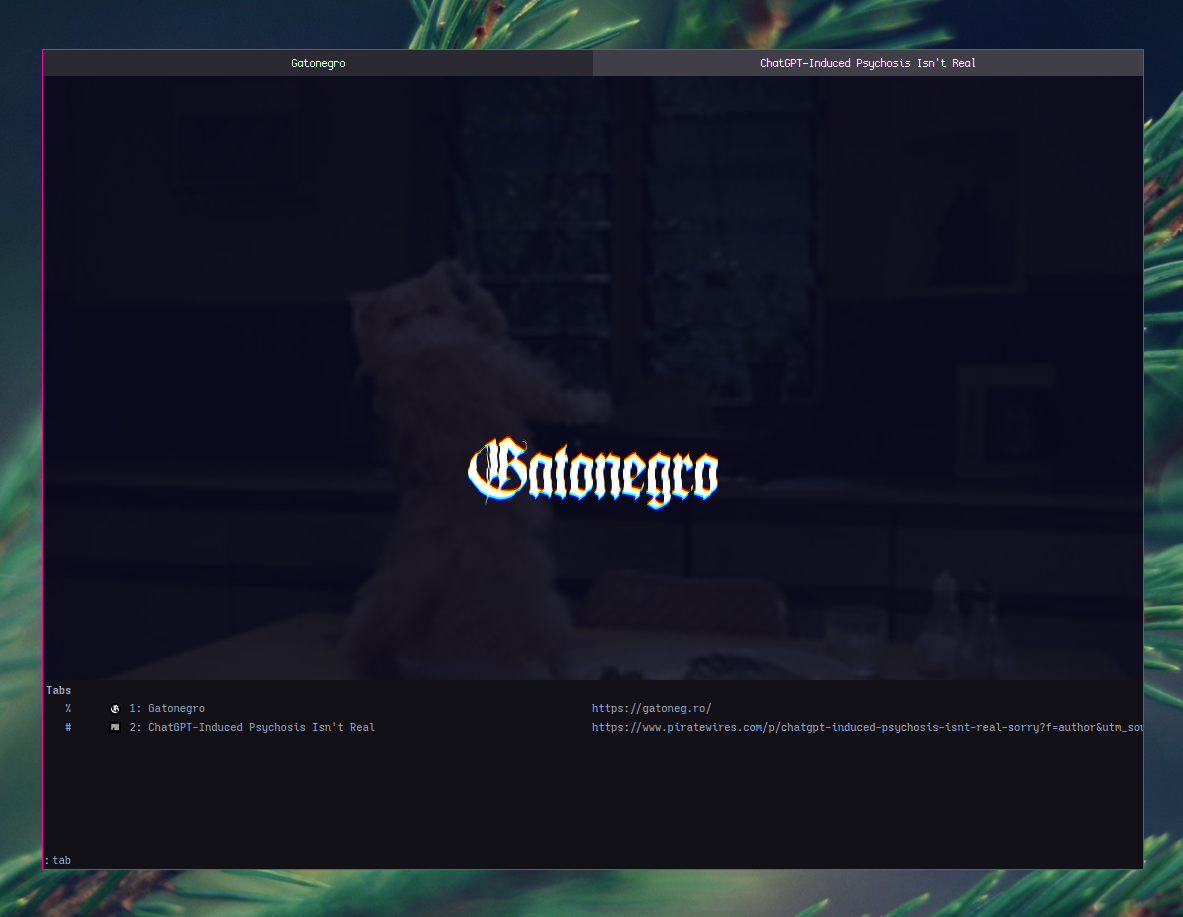 Gatonegro
ChatGPT-Induced Psychosis Isn't Real
Gatonegro
Tabs
% 1: Gatonegro https://gatoneg.ro/
# 2: ChatGPT-Induced Psychosis Isn't Real https://www.piratewires.com/p/chatgpt-induced-psychosis-isnt-real-sorry?f=author&utm_sou
:tab